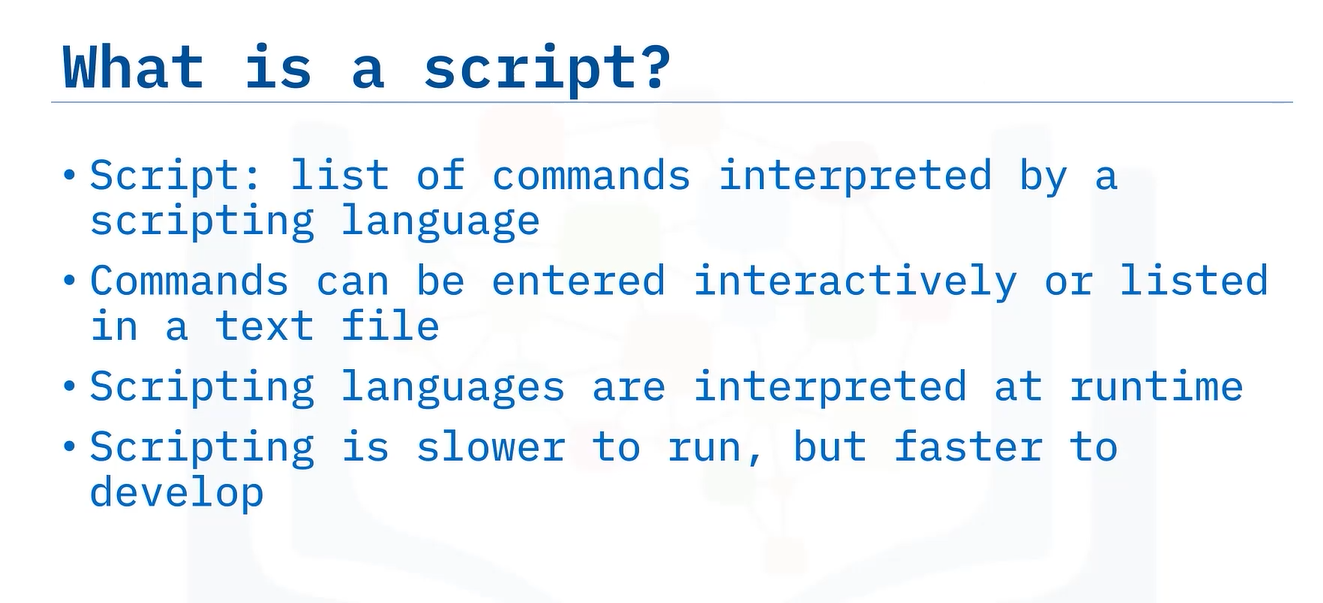 What is a script?
• Script: list of commands interpreted by a
scripting language
• Commands can be entered interactively or listed
in a text file
• Scripting languages are interpreted at runtime
• Scripting is slower to run, but faster to
develop